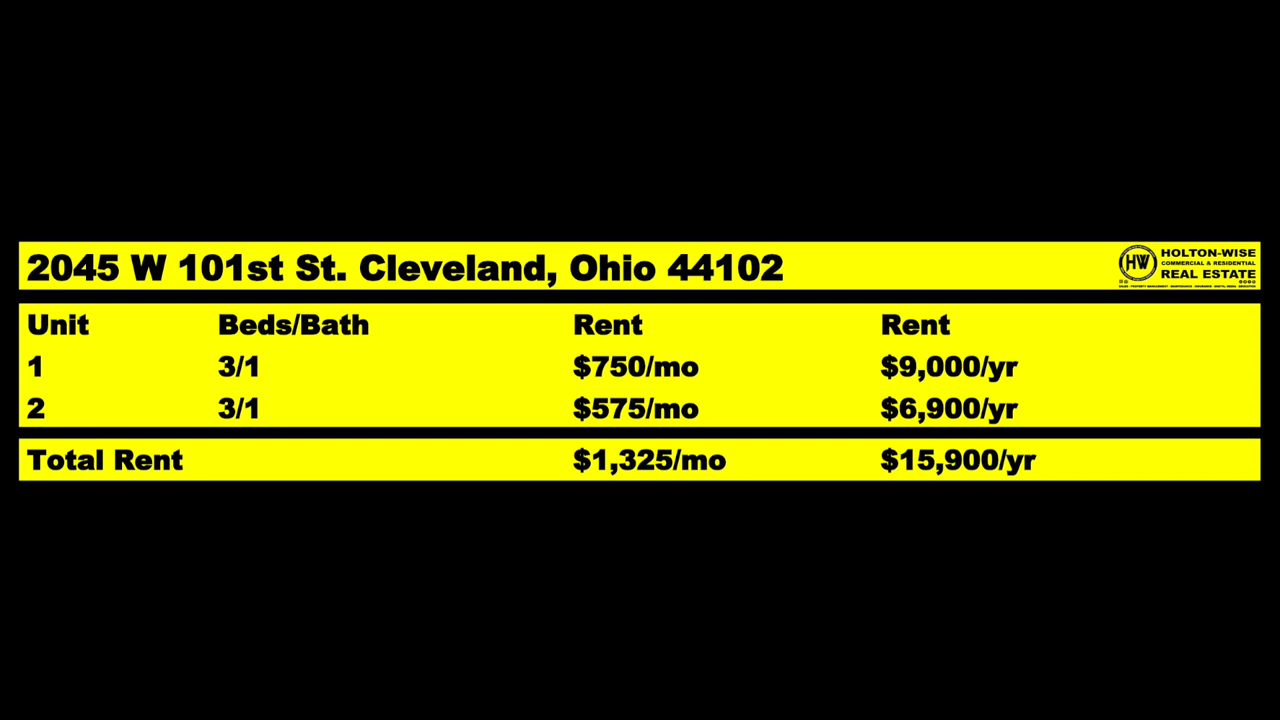 2045 W 101st St. Cleveland, Ohio 44102
HW
HOLTON-WISE
COMMERCIAL & RESIDENTIAL
REAL ESTATE
Unit Beds/Bath Rent Rent
1 3/1 $750/mo $9,000/yr
2 3/1 $575/mo $6,900/yr
Total Rent $1,325/mo $15,900/yr